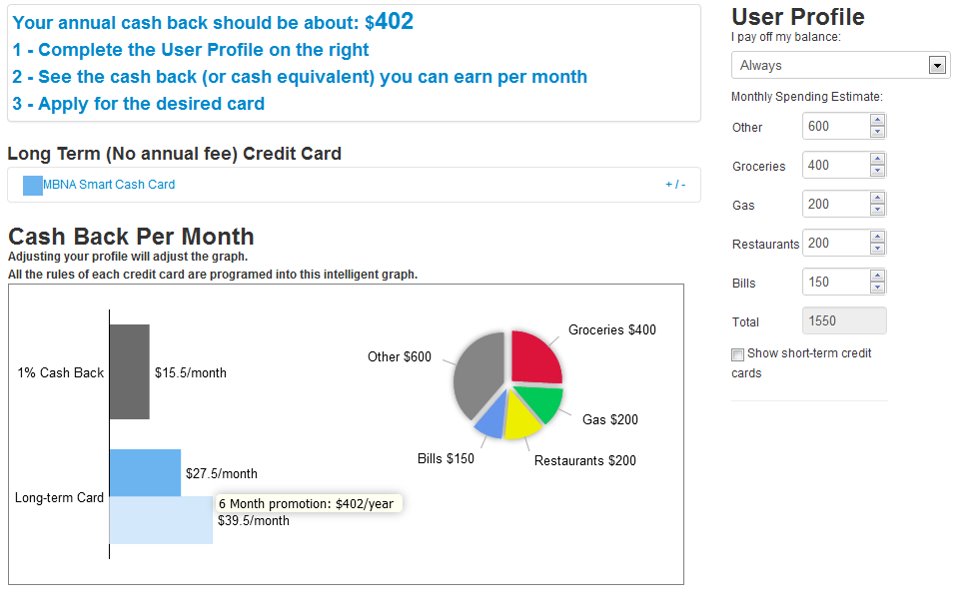 Your annual cash back should be about: $402
1 - Complete the User Profile on the right
2 - See the cash back (or cash equivalent) you can earn per month
3 - Apply for the desired card
Long Term (No annual fee) Credit Card
MBNA Smart Cash Card
+ / -
Cash Back Per Month
Adjusting your profile will adjust the graph.
All the rules of each credit card are programed into this intelligent graph.
1% Cash Back
$15.5/month
Long-term Card
$27.5/month
6 Month promotion: $402/year
$39.5/month
Groceries $400
Other $600
Gas $200
Bills $150
Restaurants $200
User Profile
I pay off my balance:
Always
Monthly Spending Estimate:
Other 600
Groceries 400
Gas 200
Restaurants 200
Bills 150
Total 1550
Show short-term credit
cards